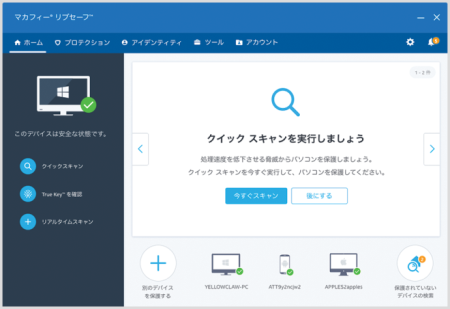 マカフィー® リブセーフ™
ホーム
プロテクション
アイデンティティ
ツール
アカウント
1 - 2 件
このデバイスは安全な状態です。
クイックスキャン
True Key™ を確認
リアルタイムスキャン
クイック スキャンを実行しましょう
処理速度を低下させる脅威からパソコンを保護しましょう。
クイック スキャンを今すぐ実行して、パソコンを保護してください。
今すぐスキャン
後にする
別のデバイス
を保護する
YELLOWCLAW-PC
ATT9y2ncjw2
APPLES2apples
保護されていない
デバイスの検索